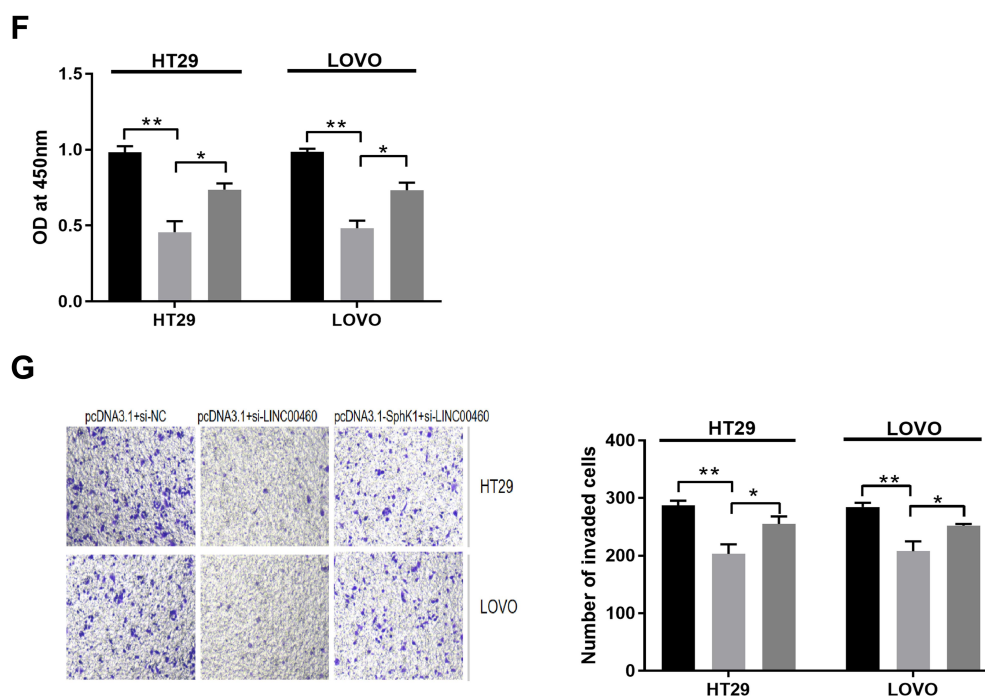 F
HT29 LOVO
OD at 450nm
1.5
1.0
0.5
0.0
** * ** *
HT29 LOVO
G
pcDNA3.1+si-NC pcDNA3.1+si-LINC00460 pcDNA3.1-SphK1+si-LINC00460
HT29
LOVO
HT29 LOVO
Number of invaded cells
400
300
200
100
0
** * ** *
HT29 LOVO